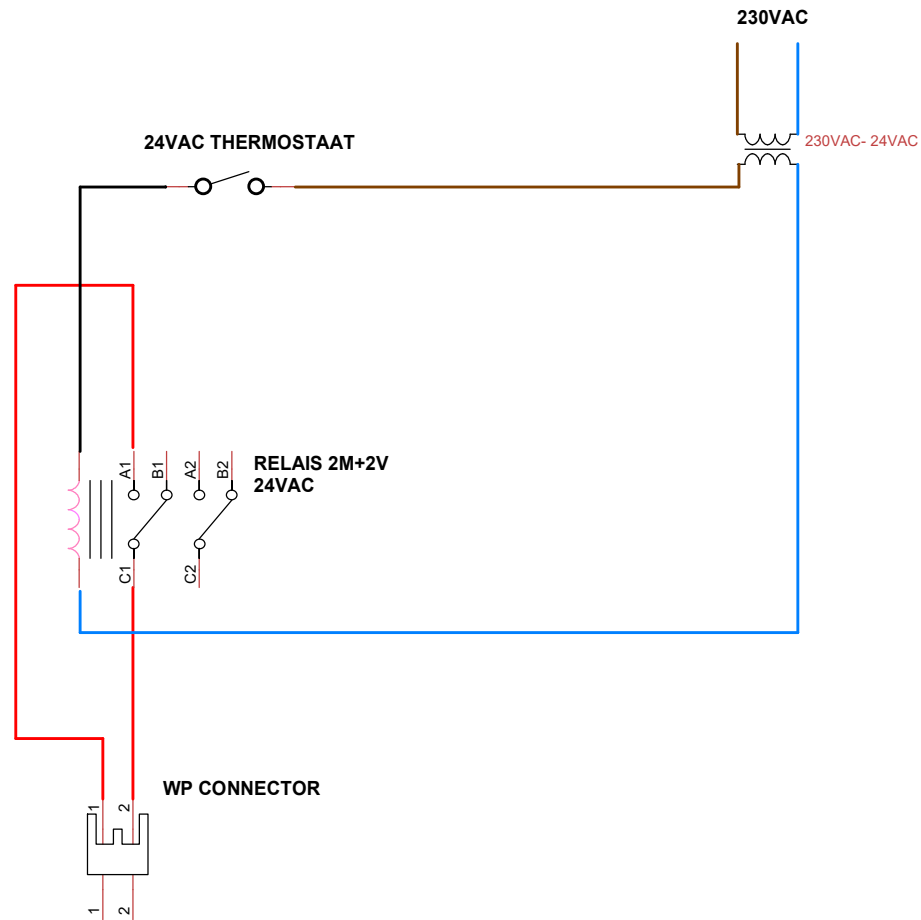 230VAC
230VAC- 24VAC
24VAC THERMOSTAAT
A1
B1
A2
B2
RELAIS 2M+2V
24VAC
C1
C2
WP CONNECTOR
1
2
1
2